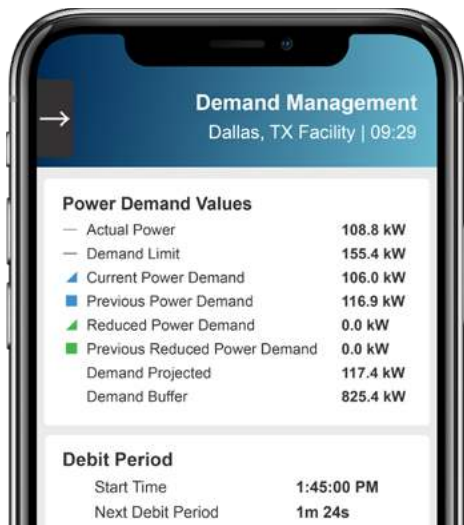 Demand Management
Dallas, TX Facility | 09:29
Power Demand Values
Actual Power 108.8 kW
Demand Limit 155.4 kW
Current Power Demand 106.0 kW
Previous Power Demand 116.9 kW
Reduced Power Demand 0.0 kW
Previous Reduced Power Demand 0.0 kW
Demand Projected 117.4 kW
Demand Buffer 825.4 kW
Debit Period
Start Time 1:45:00 PM
Next Debit Period 1m 24s